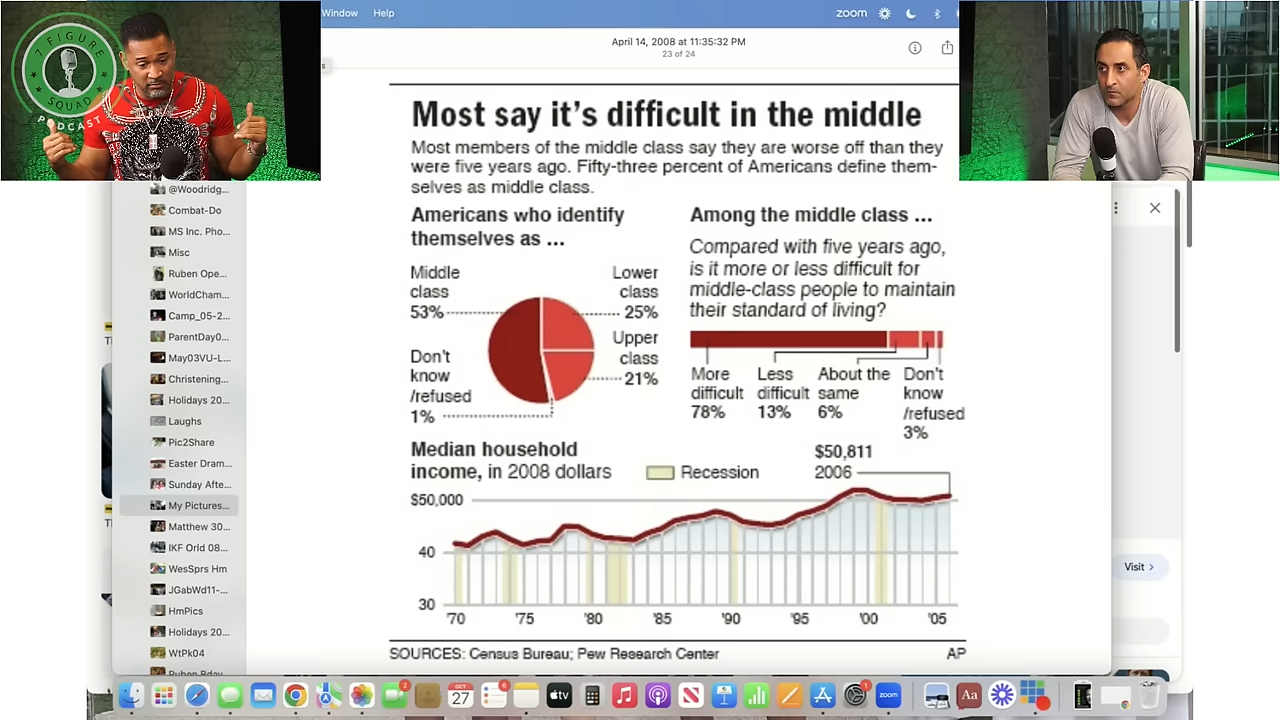 Window Help
zoom
7 FIGURE
SQUAD
PODCAST
April 14, 2008 at 11:35:32 PM
23 of 24
@Woodridg...
Combat-Do
MS Inc. Pho...
Misc
Ruben Ope...
WorldCham...
Camp_05-2...
ParentDay0...
May03VU-L...
Christening...
Holidays 20...
Laughs
Pic2Share
Easter Dram...
Sunday Afte...
My Pictures...
Matthew 30...
IKF Orld 08...
WesSprs Hm
JGabWd11-...
HmPics
Holidays 20...
WtPk04
Ruben Bday
Most say it's difficult in the middle
Most members of the middle class say they are worse off than they
were five years ago. Fifty-three percent of Americans define them-
selves as middle class.
Americans who identify
themselves as ...
Middle
class
53%
Lower
class
25%
Upper
class
21%
Don't
know
/refused
1%
Among the middle class ...
Compared with five years ago,
is it more or less difficult for
middle-class people to maintain
their standard of living?
More
difficult
78%
Less
difficult
13%
About the
same
6%
Don't
know
/refused
3%
Median household
income, in 2008 dollars
Recession
$50,811
2006
$50,000
40
30
'70 '75 '80 '85 '90 '95 '00 '05
SOURCES: Census Bureau; Pew Research Center AP
Visit >
OCT
27
tv
Aa
zoom